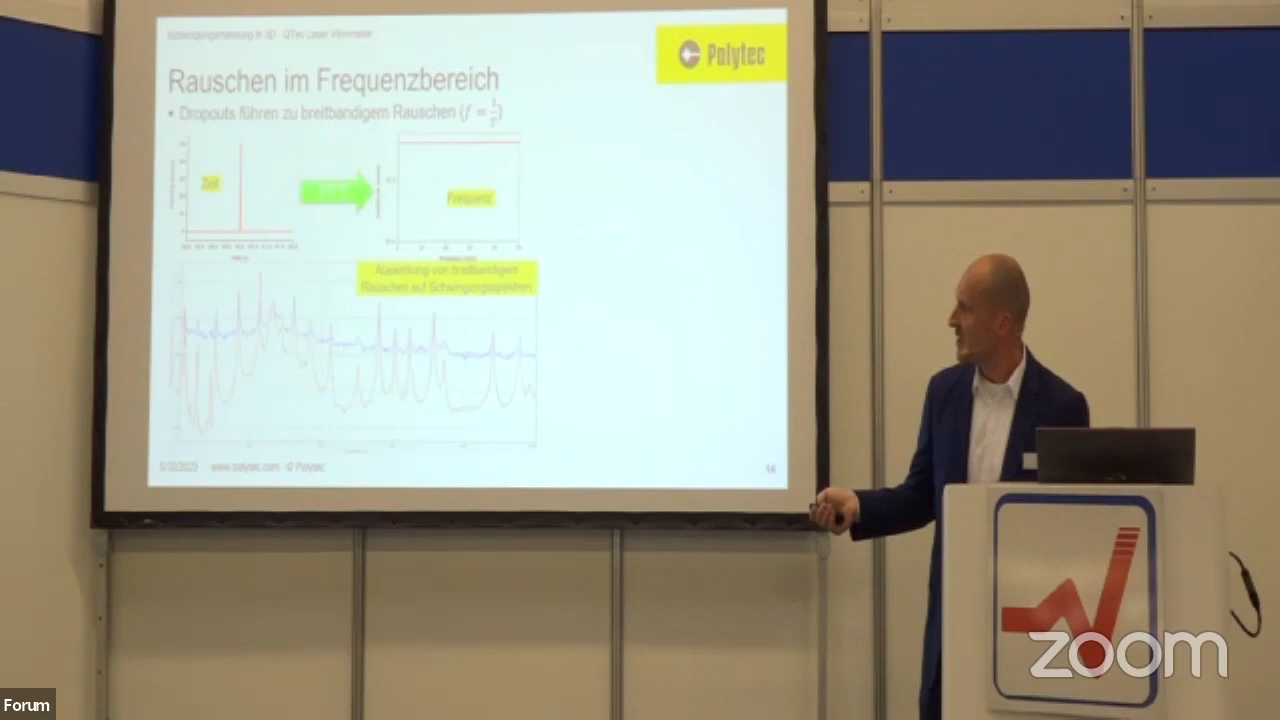 Schwingungsmessung in 3D - QTec Laser Vibrometer
Polytec
Rauschen im Frequenzbereich
• Dropouts führen zu breitbandigem Rauschen (f = 1/T)
Zeit
Frequenz
Auswirkung von breitbandigem
Rauschen auf Schwingungsspektren
5/10/2023 www.polytec.com © Polytec
14
zoom
Forum